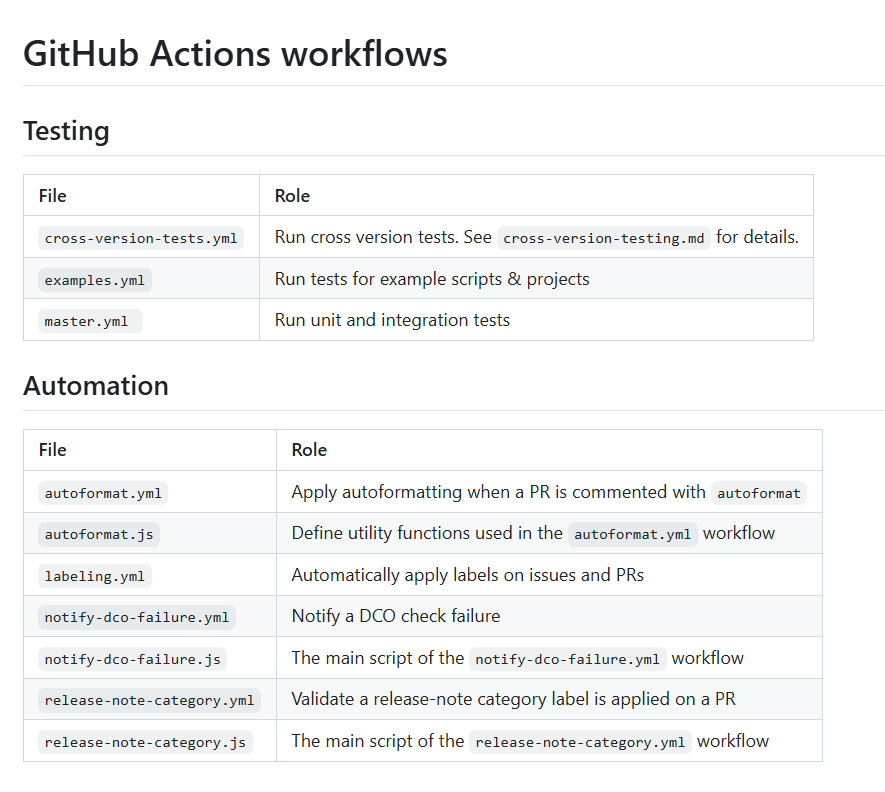 GitHub Actions workflows
Testing
File Role
cross-version-tests.yml Run cross version tests. See cross-version-testing.md for details.
examples.yml Run tests for example scripts & projects
master.yml Run unit and integration tests
Automation
File Role
autoformat.yml Apply autoformatting when a PR is commented with autoformat
autoformat.js Define utility functions used in the autoformat.yml workflow
labeling.yml Automatically apply labels on issues and PRs
notify-dco-failure.yml Notify a DCO check failure
notify-dco-failure.js The main script of the notify-dco-failure.yml workflow
release-note-category.yml Validate a release-note category label is applied on a PR
release-note-category.js The main script of the release-note-category.yml workflow